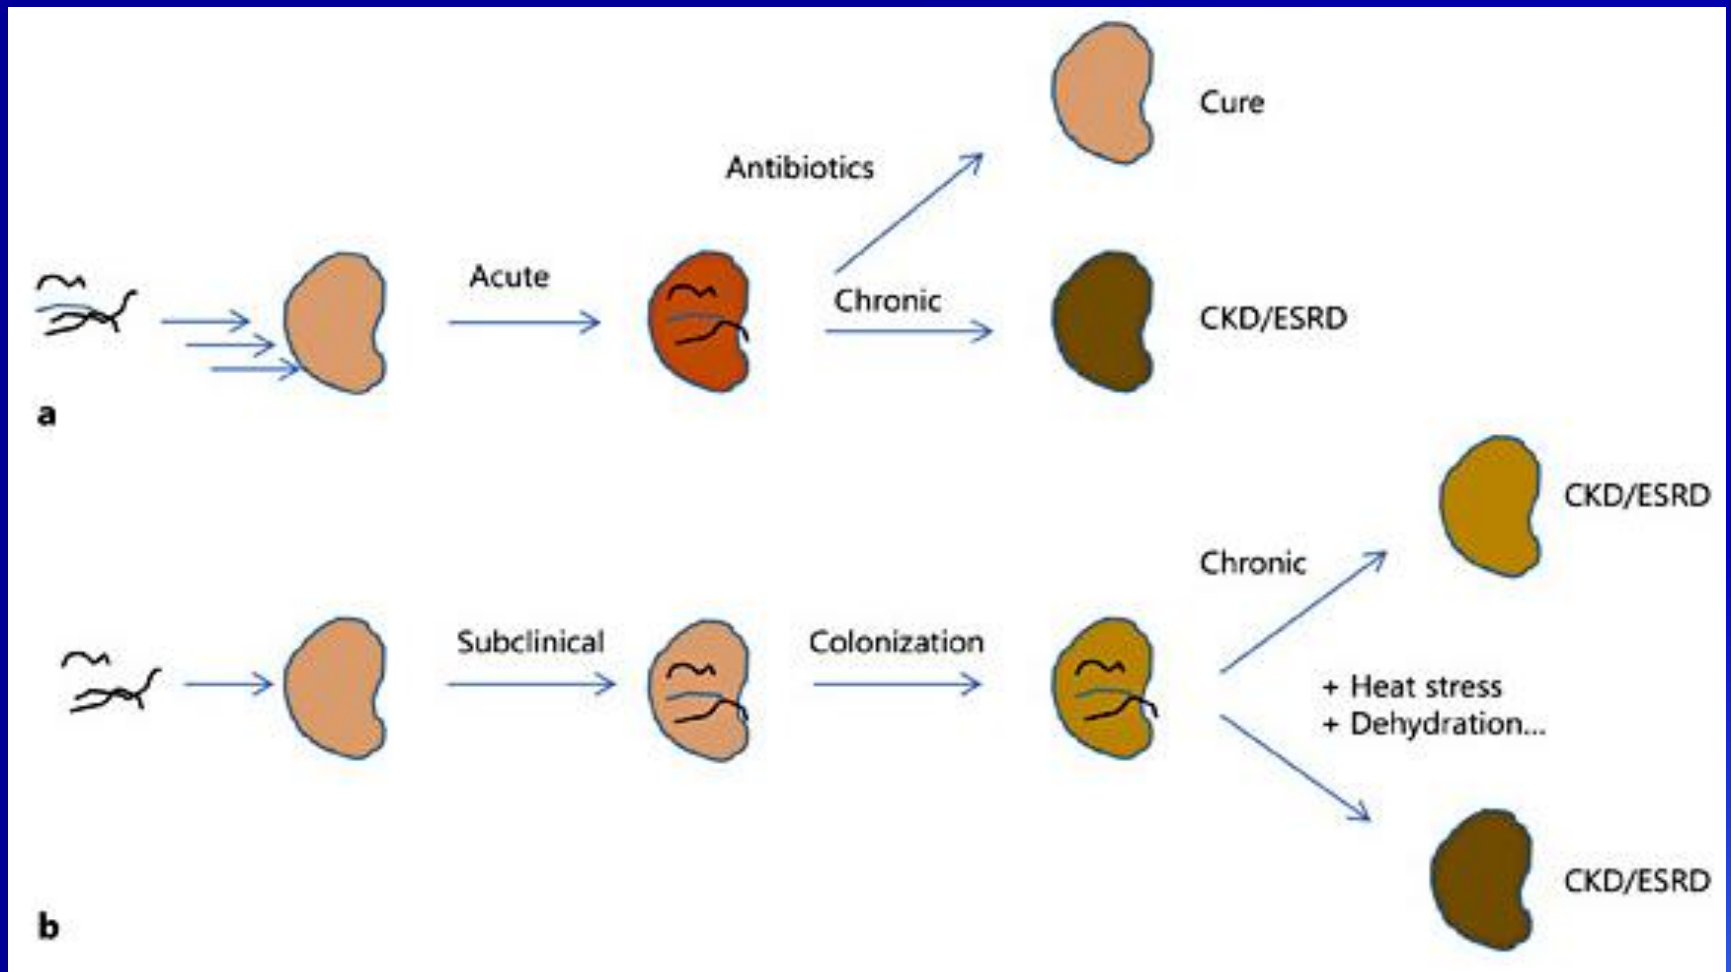 Cure
Antibiotics
Acute
Chronic
CKD/ESRD
a
CKD/ESRD
Chronic
Subclinical
Colonization
+ Heat stress
+ Dehydration...
CKD/ESRD
b